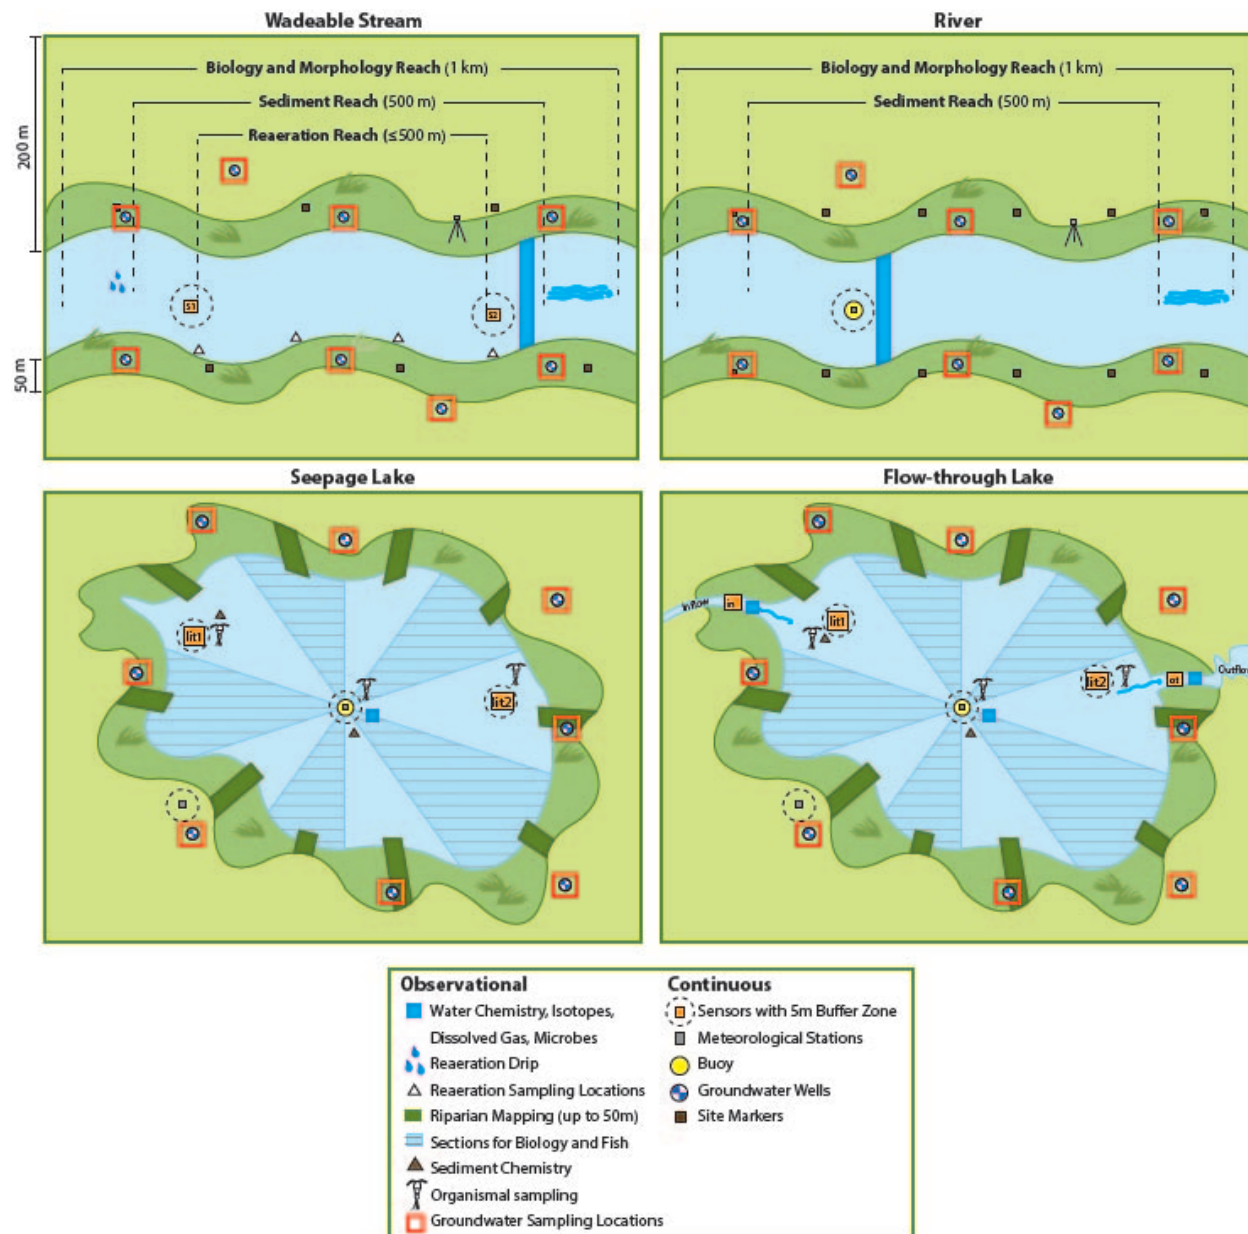 Wadeable Stream
Biology and Morphology Reach (1 km)
Sediment Reach (500 m)
Reaeration Reach (≤500 m)
200 m
50 m
S1
S2
River
Biology and Morphology Reach (1 km)
Sediment Reach (500 m)
Seepage Lake
lit1
lit2
Flow-through Lake
Inflow
in
lit1
lit2
ot
Outflow
Observational
Water Chemistry, Isotopes,
Dissolved Gas, Microbes
Reaeration Drip
Reaeration Sampling Locations
Riparian Mapping (up to 50m)
Sections for Biology and Fish
Sediment Chemistry
Organismal sampling
Groundwater Sampling Locations
Continuous
Sensors with 5m Buffer Zone
Meteorological Stations
Buoy
Groundwater Wells
Site Markers